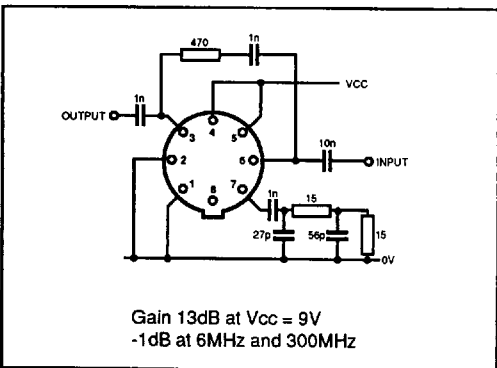 470
1n
1n
VCC
OUTPUT
4
3
5
2
6
10n
INPUT
1
7
8
1n
15
27p
56p
15
0V
Gain 13dB at Vcc = 9V
-1dB at 6MHz and 300MHz